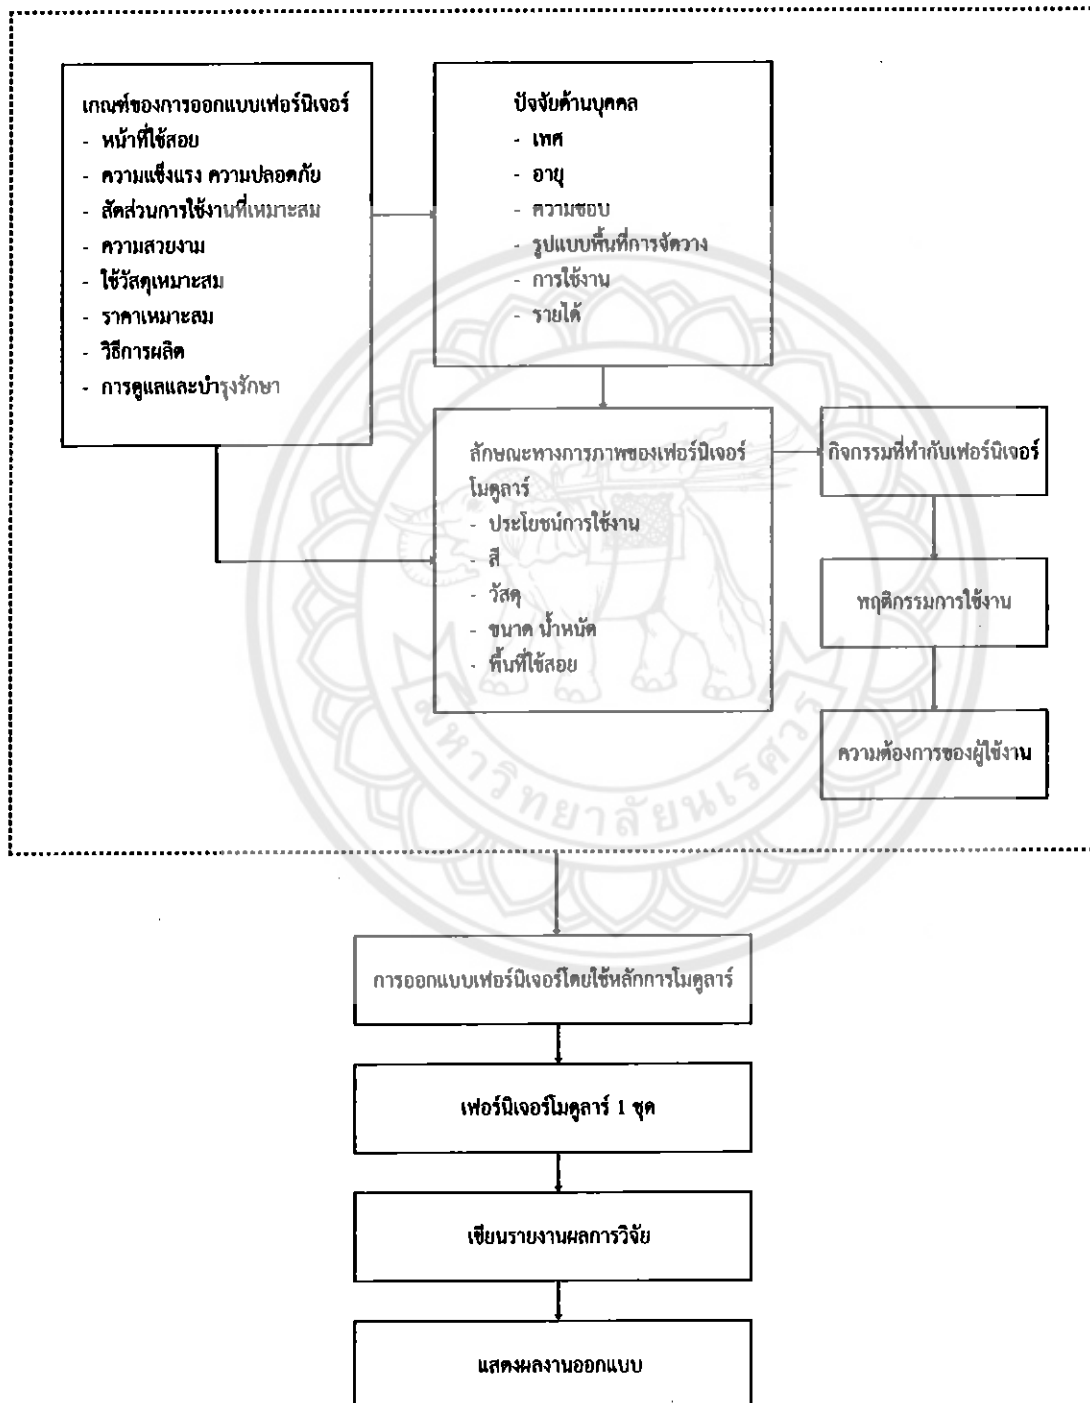 เกณฑ์ของการออกแบบเฟอร์นิเจอร์
- หน้าที่ใช้สอย
- ความแข็งแรง ความปลอดภัย
- สัดส่วนการใช้งานที่เหมาะสม
- ความสวยงาม
- ใช้วัสดุเหมาะสม
- ราคาเหมาะสม
- วิธีการผลิต
- การดูแลและบำรุงรักษา
ปัจจัยด้านบุคคล
- เพศ
- อายุ
- ความชอบ
- รูปแบบพื้นที่การจัดวาง
- การใช้งาน
- รายได้
ลักษณะทางการภาพของเฟอร์นิเจอร์
โมดูลาร์
- ประโยชน์การใช้งาน
- สี
- วัสดุ
- ขนาด น้ำหนัด
- พื้นที่ใช้สอย
กิจกรรมที่ทำกับเฟอร์นิเจอร์
พฤติกรรมการใช้งาน
ความต้องการของผู้ใช้งาน
มหาวิทยาลัยนเรศวร
การออกแบบเฟอร์นิเจอร์โดยใช้หลักการโมดูลาร์
เฟอร์นิเจอร์โมดูลาร์ 1 ชุด
เขียนรายงานผลการวิจัย
แสดงผลงานออกแบบ